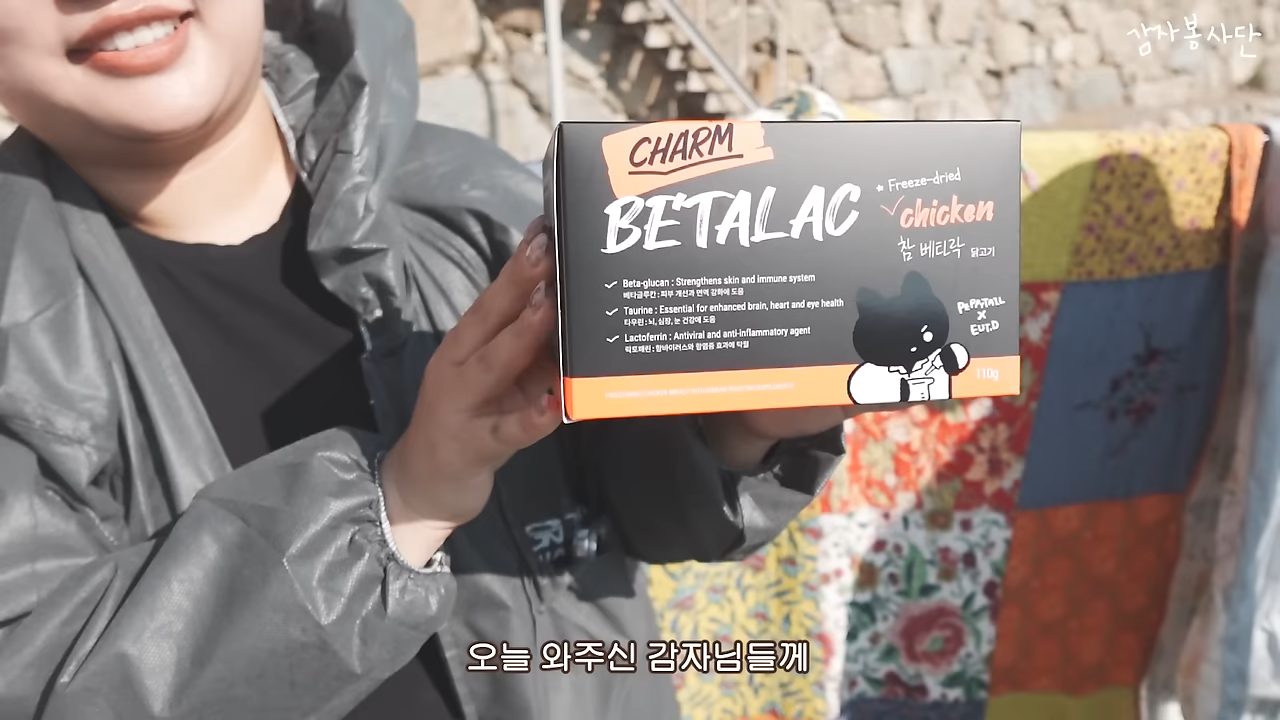 감자봉사단
CHARM
BETALAC
* Freeze-dried
chicken
참 베타락 닭고기
Beta-glucan : Strengthens skin and immune system
베타글루칸 : 피부 개선과 면역 강화에 도움
Taurine : Essential for enhanced brain, heart and eye health
타우린 : 뇌, 심장, 눈 건강에 도움
Lactoferrin : Antiviral and anti-inflammatory agent
락토페린 : 항바이러스와 항염증 효과에 탁월
X
EUT.D
110g
오늘 와주신 감자님들께